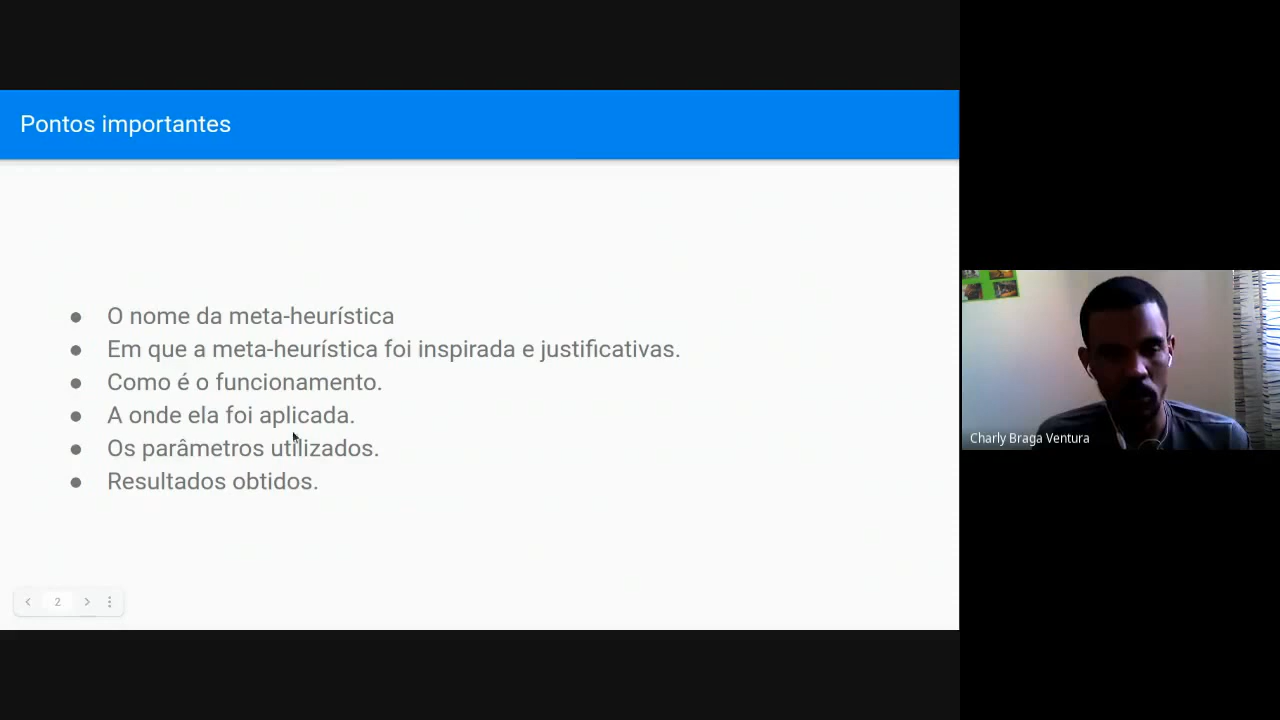 Pontos importantes
● O nome da meta-heurística
● Em que a meta-heurística foi inspirada e justificativas.
● Como é o funcionamento.
● A onde ela foi aplicada.
● Os parâmetros utilizados.
● Resultados obtidos.
2
Charly Braga Ventura